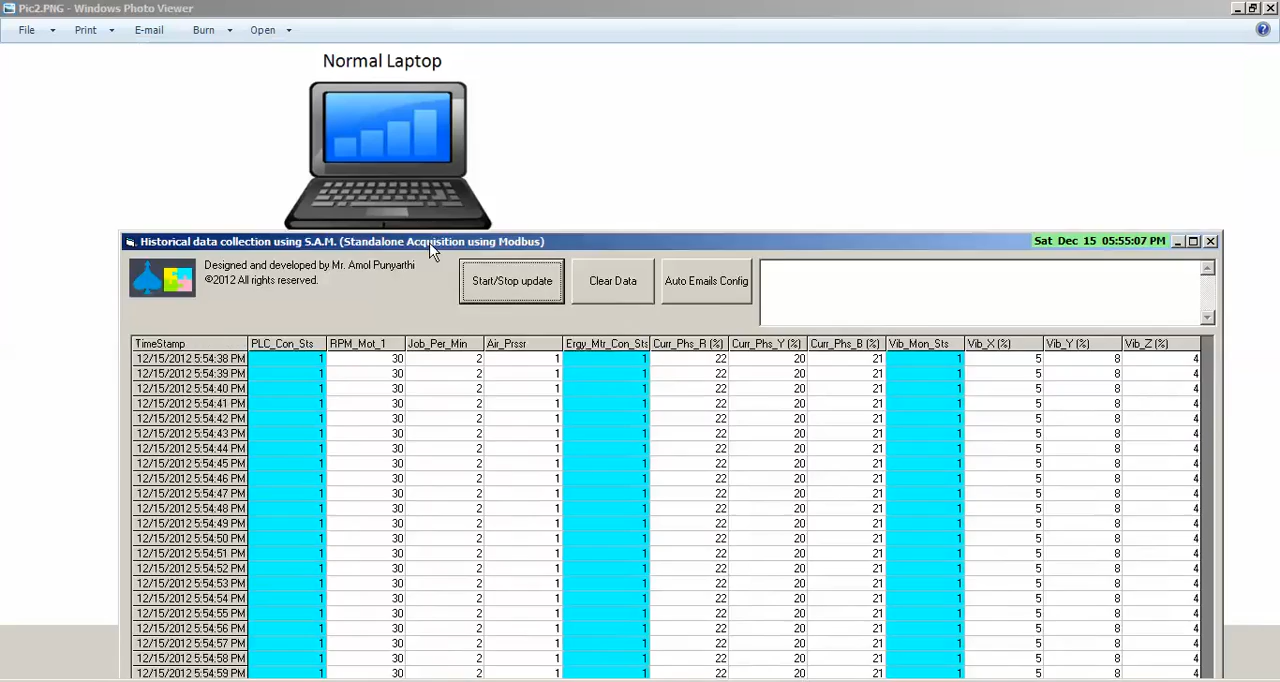 Pic2.PNG - Windows Photo Viewer
File Print E-mail Burn Open
Normal Laptop
Historical data collection using S.A.M. (Standalone Acquisition using Modbus) Sat Dec 15 05:55:07 PM
Designed and developed by Mr. Amol Punyarthi
©2012 All rights reserved.
Start/Stop update Clear Data Auto Emails Config
TimeStamp PLC_Con_Sts RPM_Mot_1 Job_Per_Min Air_Prssr Ergy_Mtr_Con_Sts Curr_Phs_R (%) Curr_Phs_Y (%) Curr_Phs_B (%) Vib_Mon_Sts Vib_X (%) Vib_Y (%) Vib_Z (%)
12/15/2012 5:54:38 PM 1 30 2 1 1 22 20 21 1 5 8 4
12/15/2012 5:54:39 PM 1 30 2 1 1 22 20 21 1 5 8 4
12/15/2012 5:54:40 PM 1 30 2 1 1 22 20 21 1 5 8 4
12/15/2012 5:54:41 PM 1 30 2 1 1 22 20 21 1 5 8 4
12/15/2012 5:54:42 PM 1 30 2 1 1 22 20 21 1 5 8 4
12/15/2012 5:54:43 PM 1 30 2 1 1 22 20 21 1 5 8 4
12/15/2012 5:54:44 PM 1 30 2 1 1 22 20 21 1 5 8 4
12/15/2012 5:54:45 PM 1 30 2 1 1 22 20 21 1 5 8 4
12/15/2012 5:54:46 PM 1 30 2 1 1 22 20 21 1 5 8 4
12/15/2012 5:54:47 PM 1 30 2 1 1 22 20 21 1 5 8 4
12/15/2012 5:54:48 PM 1 30 2 1 1 22 20 21 1 5 8 4
12/15/2012 5:54:49 PM 1 30 2 1 1 22 20 21 1 5 8 4
12/15/2012 5:54:50 PM 1 30 2 1 1 22 20 21 1 5 8 4
12/15/2012 5:54:51 PM 1 30 2 1 1 22 20 21 1 5 8 4
12/15/2012 5:54:52 PM 1 30 2 1 1 22 20 21 1 5 8 4
12/15/2012 5:54:53 PM 1 30 2 1 1 22 20 21 1 5 8 4
12/15/2012 5:54:54 PM 1 30 2 1 1 22 20 21 1 5 8 4
12/15/2012 5:54:55 PM 1 30 2 1 1 22 20 21 1 5 8 4
12/15/2012 5:54:56 PM 1 30 2 1 1 22 20 21 1 5 8 4
12/15/2012 5:54:57 PM 1 30 2 1 1 22 20 21 1 5 8 4
12/15/2012 5:54:58 PM 1 30 2 1 1 22 20 21 1 5 8 4
12/15/2012 5:54:59 PM 1 30 2 1 1 22 20 21 1 5 8 4